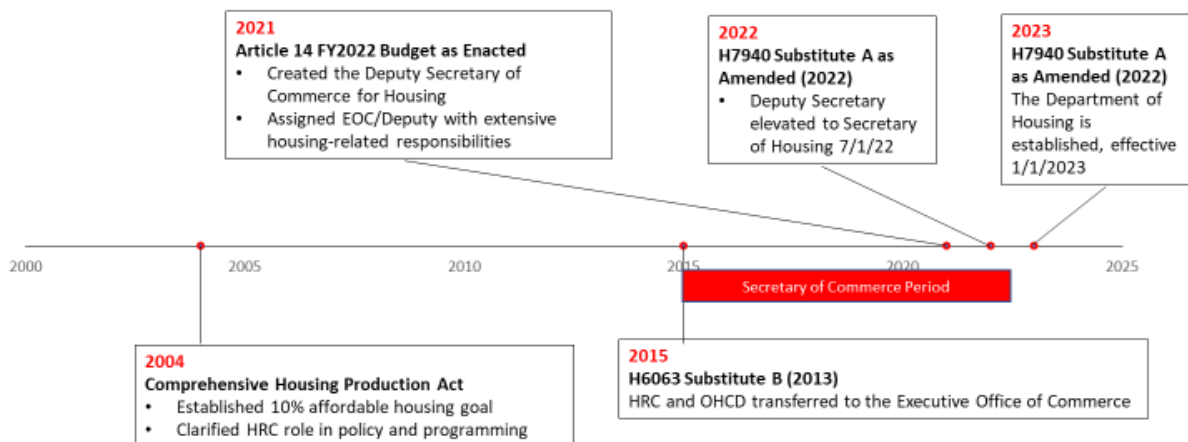 2021
Article 14 FY2022 Budget as Enacted
• Created the Deputy Secretary of
Commerce for Housing
• Assigned EOC/Deputy with extensive
housing-related responsibilities
2022
H7940 Substitute A as
Amended (2022)
• Deputy Secretary
elevated to Secretary
of Housing 7/1/22
2023
H7940 Substitute A
as Amended (2022)
The Department of
Housing is
established, effective
1/1/2023
2000
2005
2010
2015
2020
2025
Secretary of Commerce Period
2004
Comprehensive Housing Production Act
• Established 10% affordable housing goal
• Clarified HRC role in policy and programming
2015
H6063 Substitute B (2013)
HRC and OHCD transferred to the Executive Office of Commerce